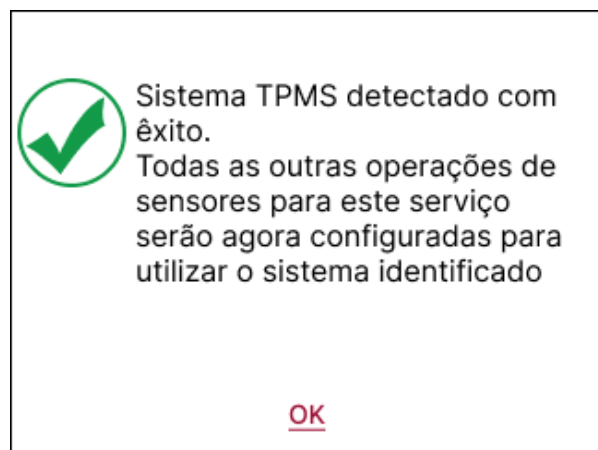 Sistema TPMS detectado com
êxito.
Todas as outras operações de
sensores para este serviço
serão agora configuradas para
utilizar o sistema identificado
OK